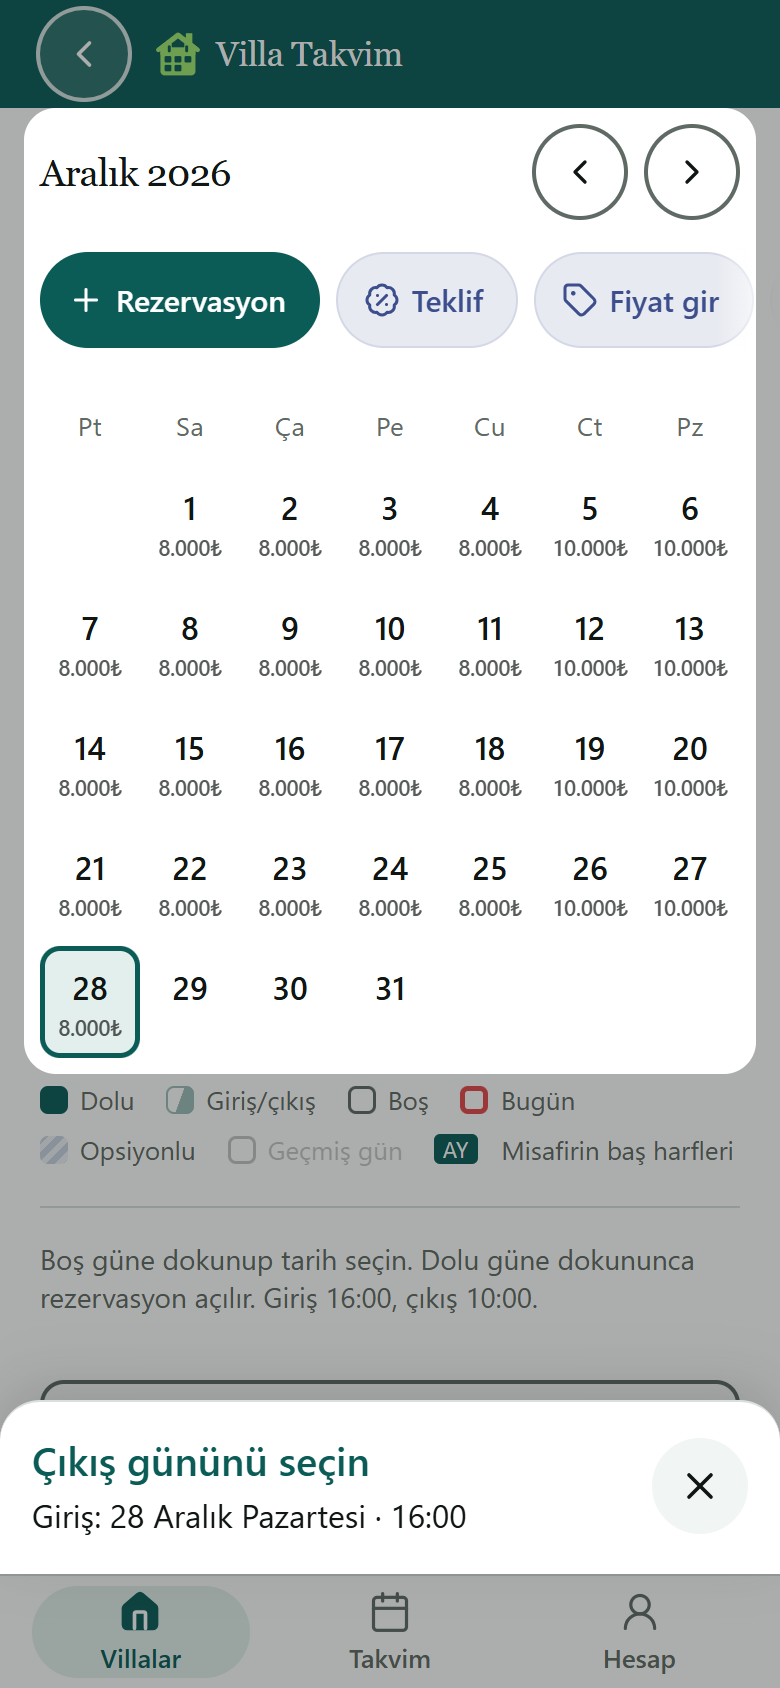 Villa Takvim
Aralık 2026
Rezervasyon
Teklif
Fiyat gir
Pt Sa Ça Pe Cu Ct Pz
1 2 3 4 5 6
8.000₺ 8.000₺ 8.000₺ 8.000₺ 10.000₺ 10.000₺
7 8 9 10 11 12 13
8.000₺ 8.000₺ 8.000₺ 8.000₺ 8.000₺ 10.000₺ 10.000₺
14 15 16 17 18 19 20
8.000₺ 8.000₺ 8.000₺ 8.000₺ 8.000₺ 10.000₺ 10.000₺
21 22 23 24 25 26 27
8.000₺ 8.000₺ 8.000₺ 8.000₺ 8.000₺ 10.000₺ 10.000₺
28 29 30 31
8.000₺
Dolu Giriş/çıkış Boş Bugün
Opsiyonlu Geçmiş gün AY Misafirin baş harfleri
Boş güne dokunup tarih seçin. Dolu güne dokununca
rezervasyon açılır. Giriş 16:00, çıkış 10:00.
Çıkış gününü seçin
Giriş: 28 Aralık Pazartesi · 16:00
Villalar Takvim Hesap